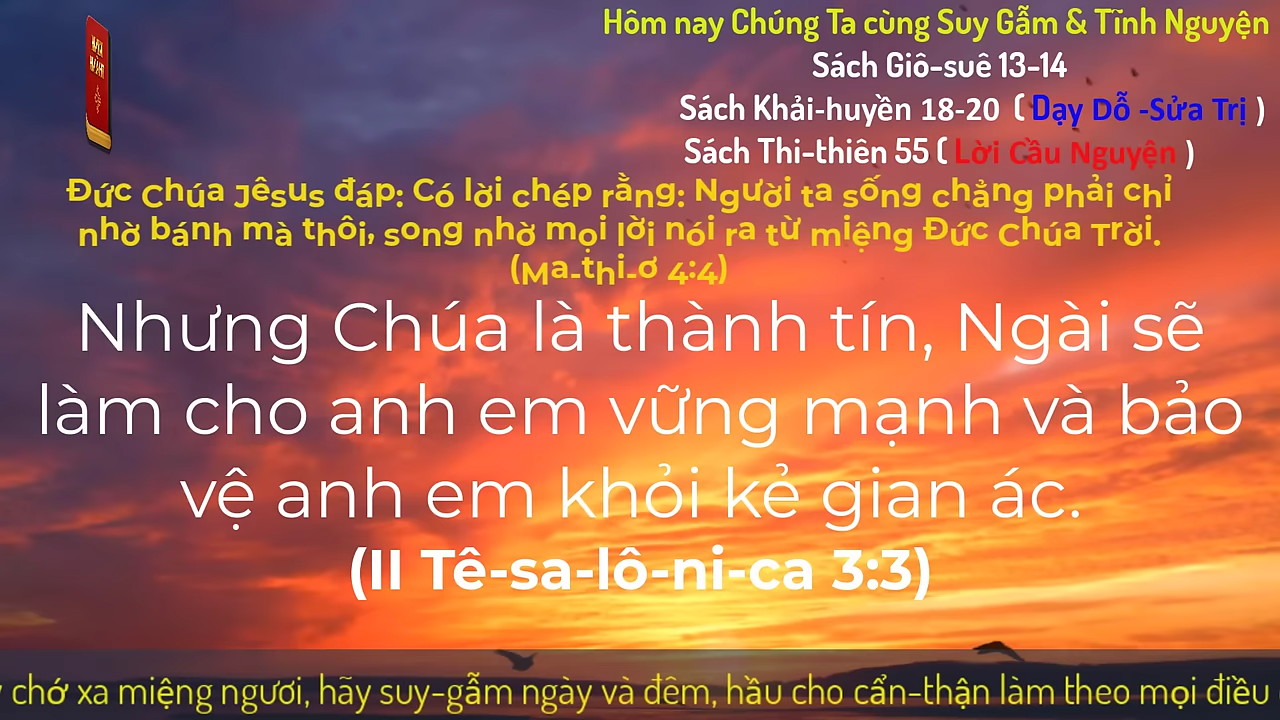 Hôm nay Chúng Ta cùng Suy Gẫm & Tĩnh Nguyện
Sách Giô-suê 13-14
Sách Khải-huyền 18-20 ( Dạy Dỗ -Sửa Trị )
Sách Thi-thiên 55 ( Lời Cầu Nguyện )
Đức Chúa Jêsus đáp: Có lời chép rằng: Người ta sống chẳng phải chỉ
nhờ bánh mà thôi, song nhờ mọi lời nói ra từ miệng Đức Chúa Trời.
(Ma-thi-ơ 4:4)
Nhưng Chúa là thành tín, Ngài sẽ
làm cho anh em vững mạnh và bảo
vệ anh em khỏi kẻ gian ác.
(II Tê-sa-lô-ni-ca 3:3)
chớ xa miệng ngươi, hãy suy-gẫm ngày và đêm, hầu cho cẩn-thận làm theo mọi điều